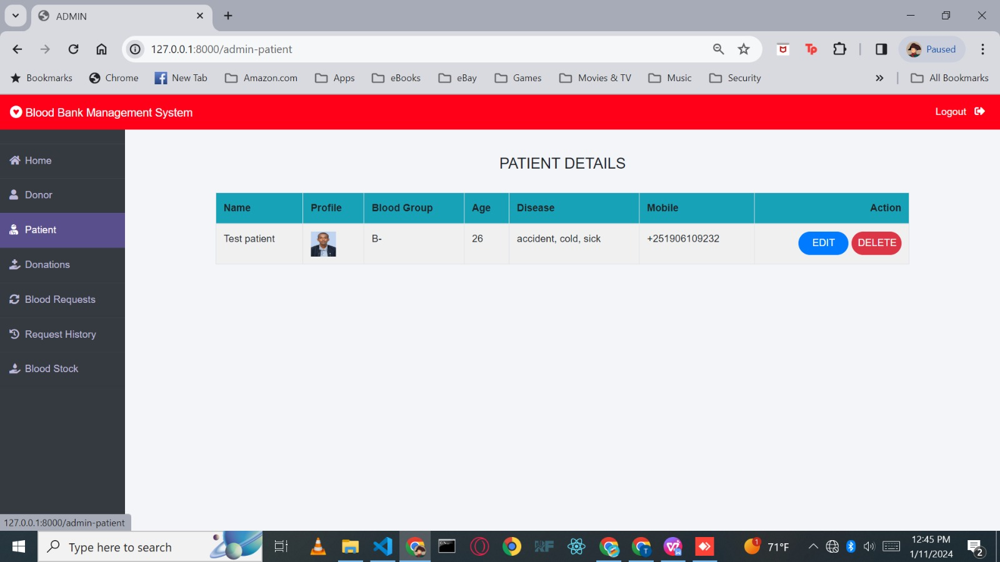 ADMIN
127.0.0.1:8000/admin-patient
Paused
Bookmarks Chrome New Tab Amazon.com Apps eBooks eBay Games Movies & TV Music Security » All Bookmarks
Blood Bank Management System
Logout
Home
Donor
Patient
Donations
Blood Requests
Request History
Blood Stock
PATIENT DETAILS
Name Profile Blood Group Age Disease Mobile Action
Test patient B- 26 accident, cold, sick +251906109232 EDIT DELETE
127.0.0.1:8000/admin-patient
Type here to search
1 71°F
12:45 PM
1/11/2024
2